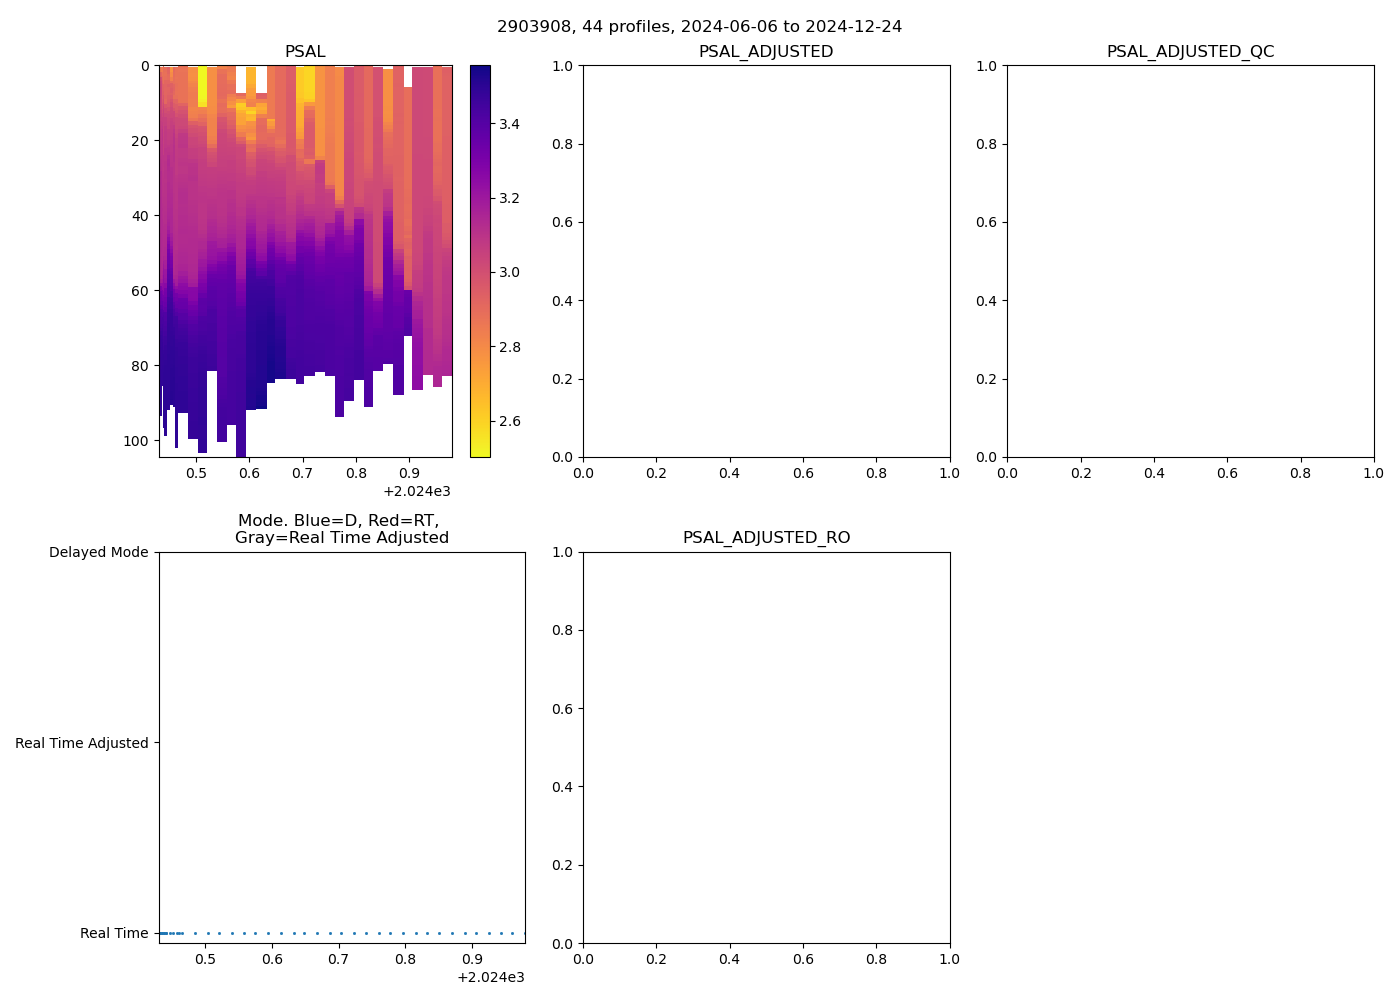 2903908, 44 profiles, 2024-06-06 to 2024-12-24
PSAL
0
20
40
60
80
100
0.5 0.6 0.7 0.8 0.9
+2.024e3
3.4
3.2
3.0
2.8
2.6
PSAL_ADJUSTED
1.0
0.8
0.6
0.4
0.2
0.0
0.0 0.2 0.4 0.6 0.8 1.0
PSAL_ADJUSTED_QC
1.0
0.8
0.6
0.4
0.2
0.0
0.0 0.2 0.4 0.6 0.8 1.0
Mode. Blue=D, Red=RT,
Gray=Real Time Adjusted
Delayed Mode
Real Time Adjusted
Real Time
0.5 0.6 0.7 0.8 0.9
+2.024e3
PSAL_ADJUSTED_RO
1.0
0.8
0.6
0.4
0.2
0.0
0.0 0.2 0.4 0.6 0.8 1.0